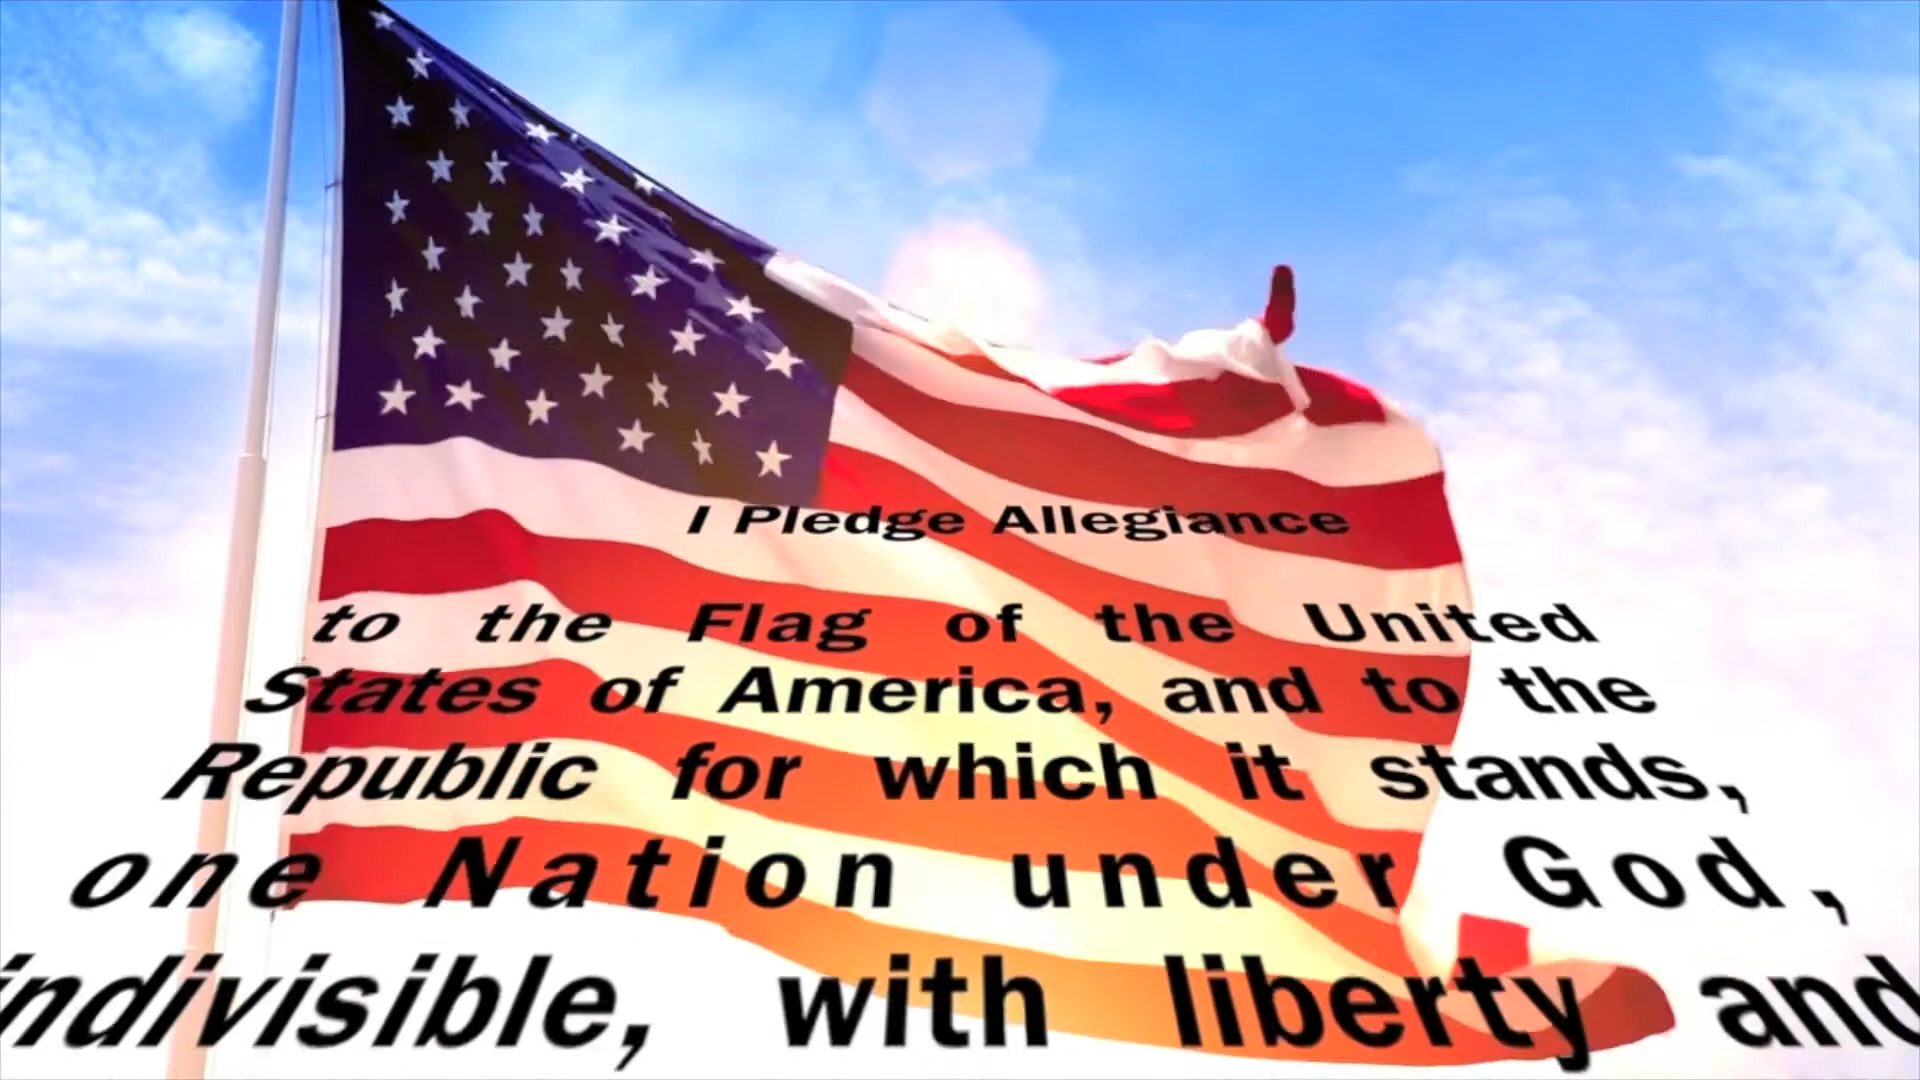 I Pledge Allegiance
to the Flag of the United
States of America, and to the
Republic for which it stands,
one Nation under God,
indivisible, with liberty and